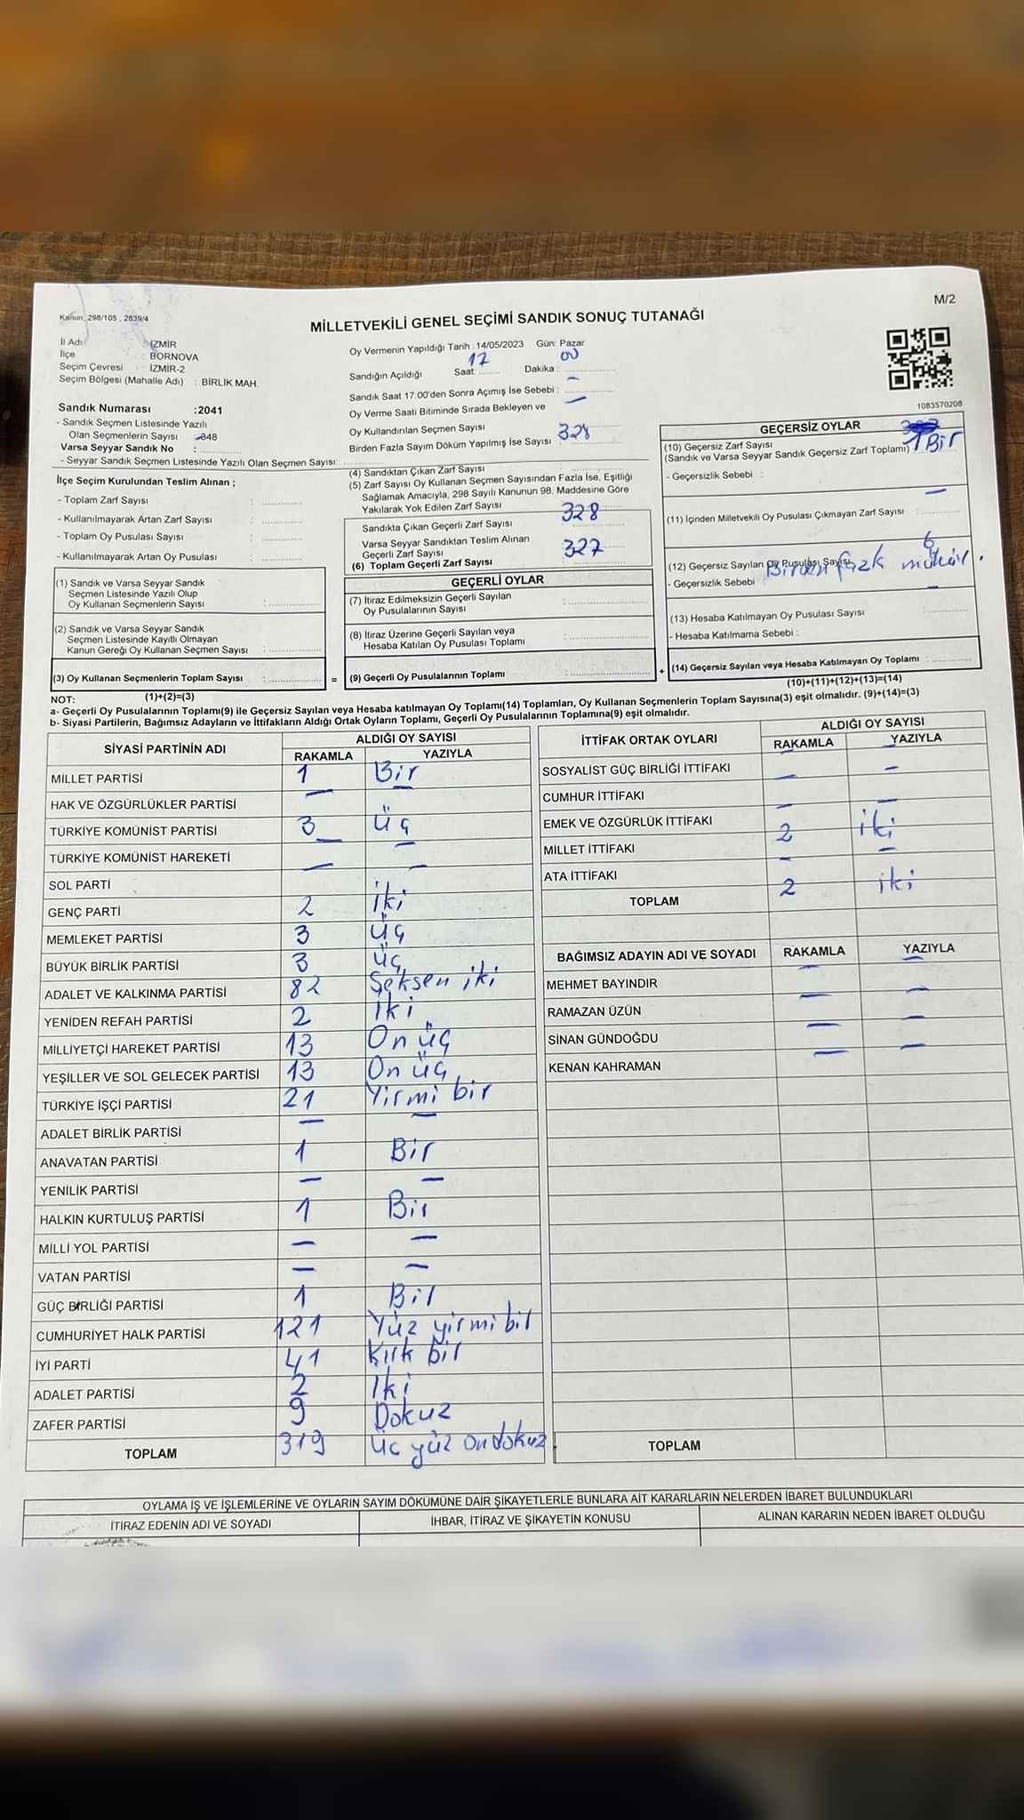 M/2
Kanun: 298/105 , 2839/4
MİLLETVEKİLİ GENEL SEÇİMİ SANDIK SONUÇ TUTANAĞI
İl Adı : İZMİR
İlçe : BORNOVA
Seçim Çevresi : İZMİR-2
Seçim Bölgesi (Mahalle Adı) : BİRLİK MAH.
Sandık Numarası :2041
- Sandık Seçmen Listesinde Yazılı
Olan Seçmenlerin Sayısı :348
Varsa Seyyar Sandık No :
- Seyyar Sandık Seçmen Listesinde Yazılı Olan Seçmen Sayısı:
İlçe Seçim Kurulundan Teslim Alınan ;
- Toplam Zarf Sayısı :
- Kullanılmayarak Artan Zarf Sayısı :
- Toplam Oy Pusulası Sayısı :
- Kullanılmayarak Artan Oy Pusulası :
Oy Vermenin Yapıldığı Tarih : 14/05/2023 Gün: Pazar
Sandığın Açıldığı Saat 17 Dakika : 00
Sandık Saat 17:00'den Sonra Açılmış İse Sebebi : –
Oy Verme Saati Bitiminde Sırada Bekleyen ve
Oy Kullandırılan Seçmen Sayısı –
Birden Fazla Sayım Döküm Yapılmış İse Sayısı 328
(4) Sandıktan Çıkan Zarf Sayısı
(5) Zarf Sayısı Oy Kullanan Seçmen Sayısından Fazla İse, Eşitliği
Sağlamak Amacıyla, 298 Sayılı Kanunun 98. Maddesine Göre
Yakılarak Yok Edilen Zarf Sayısı
Sandıkta Çıkan Geçerli Zarf Sayısı 328
Varsa Seyyar Sandıktan Teslim Alınan
Geçerli Zarf Sayısı 327
(6) Toplam Geçerli Zarf Sayısı
1083570208
GEÇERSİZ OYLAR
(10) Geçersiz Zarf Sayısı 1 Bir
(Sandık ve Varsa Seyyar Sandık Geçersiz Zarf Toplamı)
- Geçersizlik Sebebi :
(11) İçinden Milletvekili Oy Pusulası Çıkmayan Zarf Sayısı : –
(12) Geçersiz Sayılan Oy Pusulası Sayısı 6
- Geçersizlik Sebebi Birden fazla mühür.
(13) Hesaba Katılmayan Oy Pusulası Sayısı –
- Hesaba Katılmama Sebebi :
(14) Geçersiz Sayılan veya Hesaba Katılmayan Oy Toplamı :
(10)+(11)+(12)+(13)=(14)
(1) Sandık ve Varsa Seyyar Sandık
Seçmen Listesinde Yazılı Olup
Oy Kullanan Seçmenlerin Sayısı :
(2) Sandık ve Varsa Seyyar Sandık
Seçmen Listesinde Kayıtlı Olmayan
Kanun Gereği Oy Kullanan Seçmen Sayısı :
(3) Oy Kullanan Seçmenlerin Toplam Sayısı : =
(1)+(2)=(3)
GEÇERLİ OYLAR
(7) İtiraz Edilmeksizin Geçerli Sayılan
Oy Pusulalarının Sayısı :
(8) İtiraz Üzerine Geçerli Sayılan veya
Hesaba Katılan Oy Pusulası Toplamı :
(9) Geçerli Oy Pusulalarının Toplamı : +
NOT:
a- Geçerli Oy Pusulalarının Toplamı(9) ile Geçersiz Sayılan veya Hesaba katılmayan Oy Toplamı(14) Toplamları, Oy Kullanan Seçmenlerin Toplam Sayısına(3) eşit olmalıdır. (9)+(14)=(3)
b- Siyasi Partilerin, Bağımsız Adayların ve İttifakların Aldığı Ortak Oyların Toplamı, Geçerli Oy Pusulalarının Toplamına(9) eşit olmalıdır.
SİYASİ PARTİNİN ADI ALDIĞI OY SAYISI
RAKAMLA YAZIYLA
MİLLET PARTİSİ 1 Bir
HAK VE ÖZGÜRLÜKLER PARTİSİ – –
TÜRKİYE KOMÜNİST PARTİSİ 3 Üç
TÜRKİYE KOMÜNİST HAREKETİ – –
SOL PARTİ – –
GENÇ PARTİ 2 İki
MEMLEKET PARTİSİ 3 Üç
BÜYÜK BİRLİK PARTİSİ 3 Üç
ADALET VE KALKINMA PARTİSİ 82 Seksen iki
YENİDEN REFAH PARTİSİ 2 İki
MİLLİYETÇİ HAREKET PARTİSİ 13 On üç
YEŞİLLER VE SOL GELECEK PARTİSİ 13 On üç
TÜRKİYE İŞÇİ PARTİSİ 21 Yirmi bir
ADALET BİRLİK PARTİSİ – –
ANAVATAN PARTİSİ 1 Bir
YENİLİK PARTİSİ – –
HALKIN KURTULUŞ PARTİSİ 1 Bir
MİLLİ YOL PARTİSİ – –
VATAN PARTİSİ – –
GÜÇ BİRLİĞİ PARTİSİ 1 Bir
CUMHURİYET HALK PARTİSİ 121 Yüz yirmi bir
İYİ PARTİ 41 Kırk bir
ADALET PARTİSİ 2 İki
ZAFER PARTİSİ 9 Dokuz
TOPLAM 319 Üç yüz on dokuz
İTTİFAK ORTAK OYLARI ALDIĞI OY SAYISI
RAKAMLA YAZIYLA
SOSYALİST GÜÇ BİRLİĞİ İTTİFAKI – –
CUMHUR İTTİFAKI – –
EMEK VE ÖZGÜRLÜK İTTİFAKI – –
MİLLET İTTİFAKI 2 iki
ATA İTTİFAKI – –
TOPLAM 2 iki
BAĞIMSIZ ADAYIN ADI VE SOYADI RAKAMLA YAZIYLA
MEHMET BAYINDIR – –
RAMAZAN ÜZÜN – –
SİNAN GÜNDOĞDU – –
KENAN KAHRAMAN – –
TOPLAM
OYLAMA İŞ VE İŞLEMLERİNE VE OYLARIN SAYIM DÖKÜMÜNE DAİR ŞİKAYETLERLE BUNLARA AİT KARARLARIN NELERDEN İBARET BULUNDUKLARI
İTİRAZ EDENİN ADI VE SOYADI İHBAR, İTİRAZ VE ŞİKAYETİN KONUSU ALINAN KARARIN NEDEN İBARET OLDUĞU